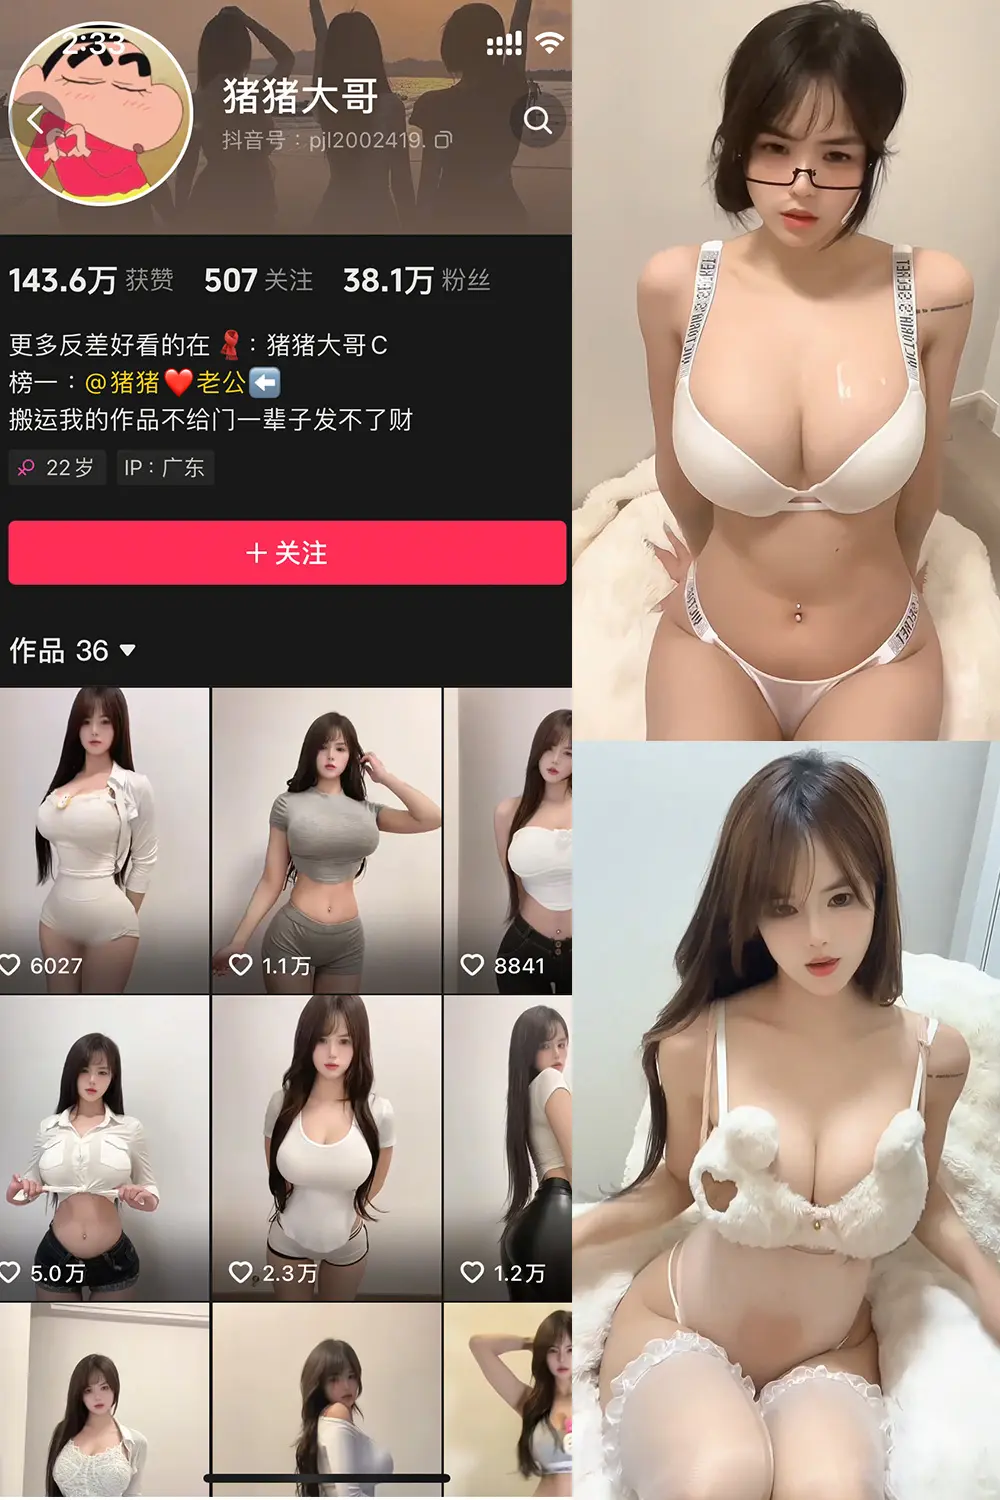 2:33
猪猪大哥
抖音号：pjl2002419.
143.6万 获赞 507 关注 38.1万 粉丝
更多反差好看的在：猪猪大哥C
榜一：@猪猪❤️老公⬅️
搬运我的作品不给门一辈子发不了财
22岁 IP：广东
＋关注
作品 36
6027 1.1万 8841
5.0万 2.3万 1.2万